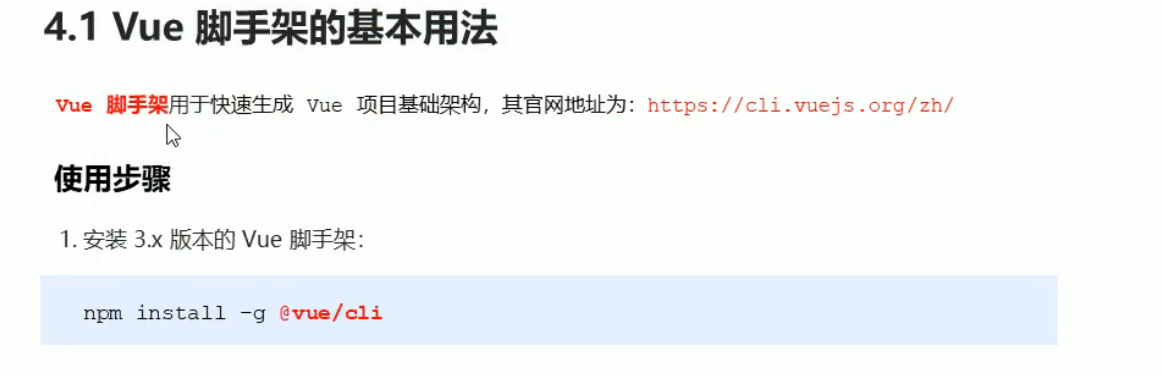 4.1 Vue 脚手架的基本用法
Vue 脚手架用于快速生成 Vue 项目基础架构，其官网地址为：https://cli.vuejs.org/zh/
使用步骤
1. 安装 3.x 版本的 Vue 脚手架：
npm install -g @vue/cli